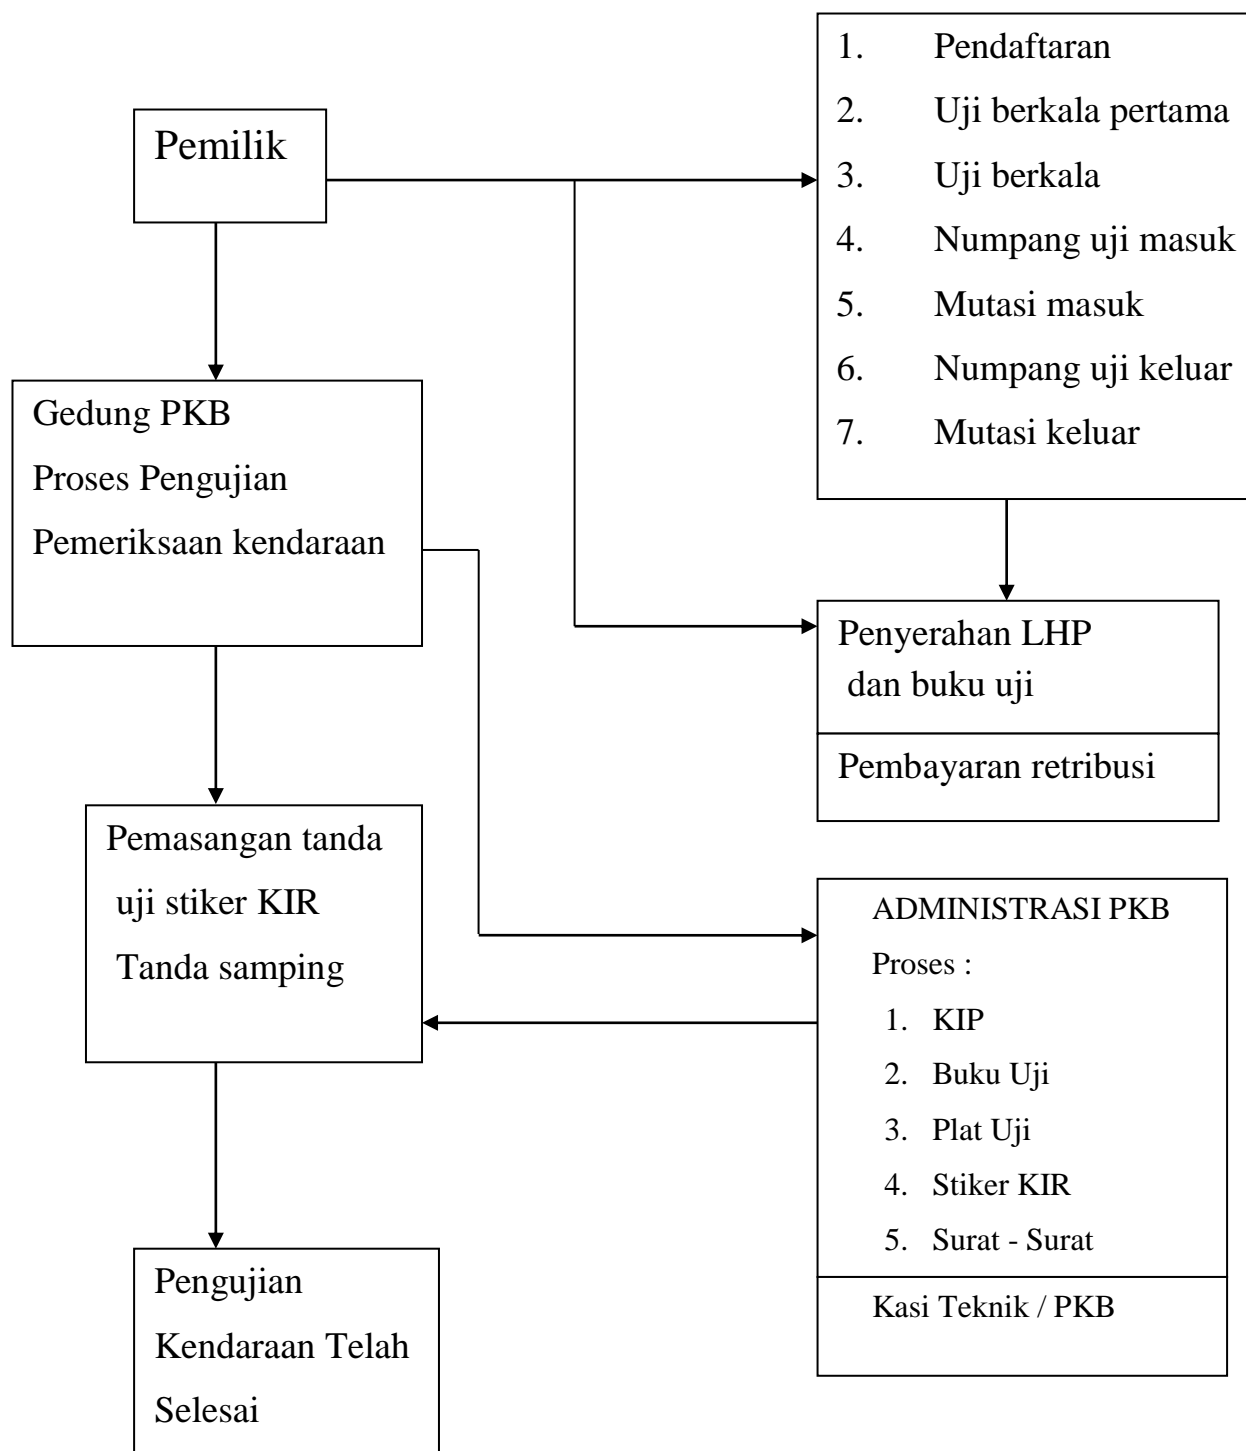 Pemilik
1. Pendaftaran
2. Uji berkala pertama
3. Uji berkala
4. Numpang uji masuk
5. Mutasi masuk
6. Numpang uji keluar
7. Mutasi keluar
Gedung PKB
Proses Pengujian
Pemeriksaan kendaraan
Penyerahan LHP
dan buku uji
Pembayaran retribusi
Pemasangan tanda
uji stiker KIR
Tanda samping
ADMINISTRASI PKB
Proses :
1. KIP
2. Buku Uji
3. Plat Uji
4. Stiker KIR
5. Surat - Surat
Kasi Teknik / PKB
Pengujian
Kendaraan Telah
Selesai